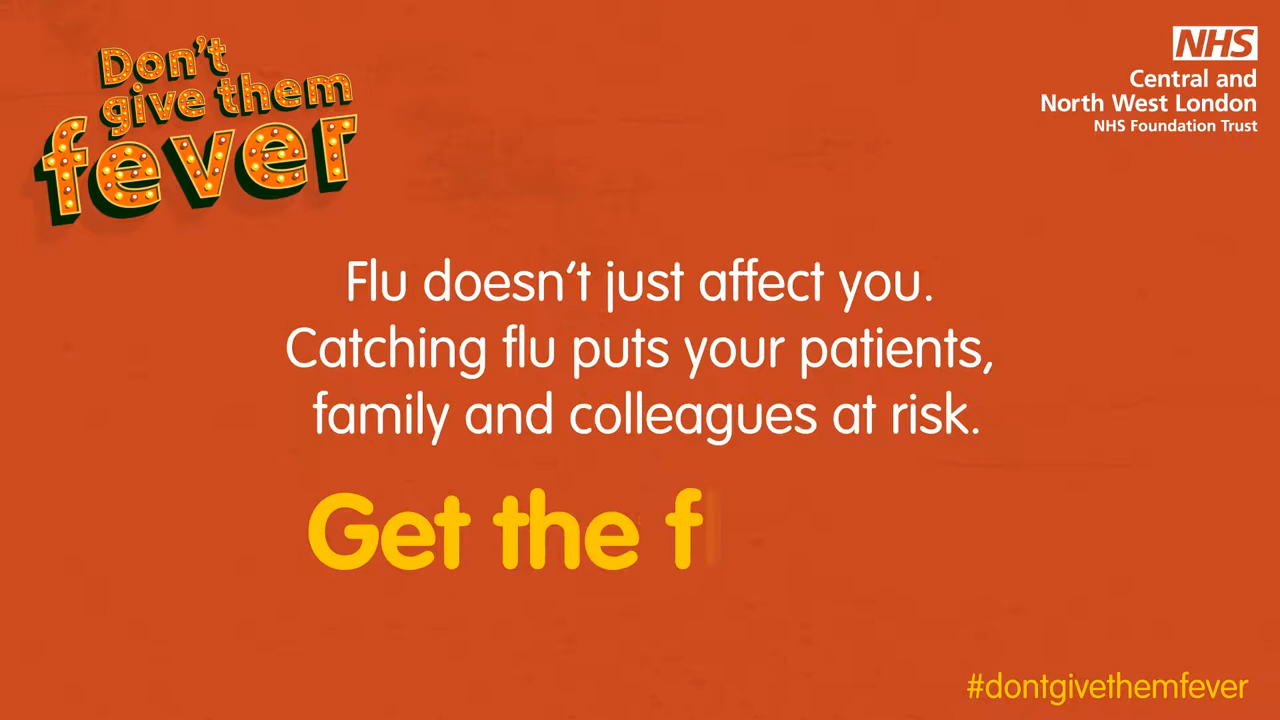 Don't
give them
fever
NHS
Central and
North West London
NHS Foundation Trust
Flu doesn't just affect you.
Catching flu puts your patients,
family and colleagues at risk.
Get the f
#dontgivethemfever